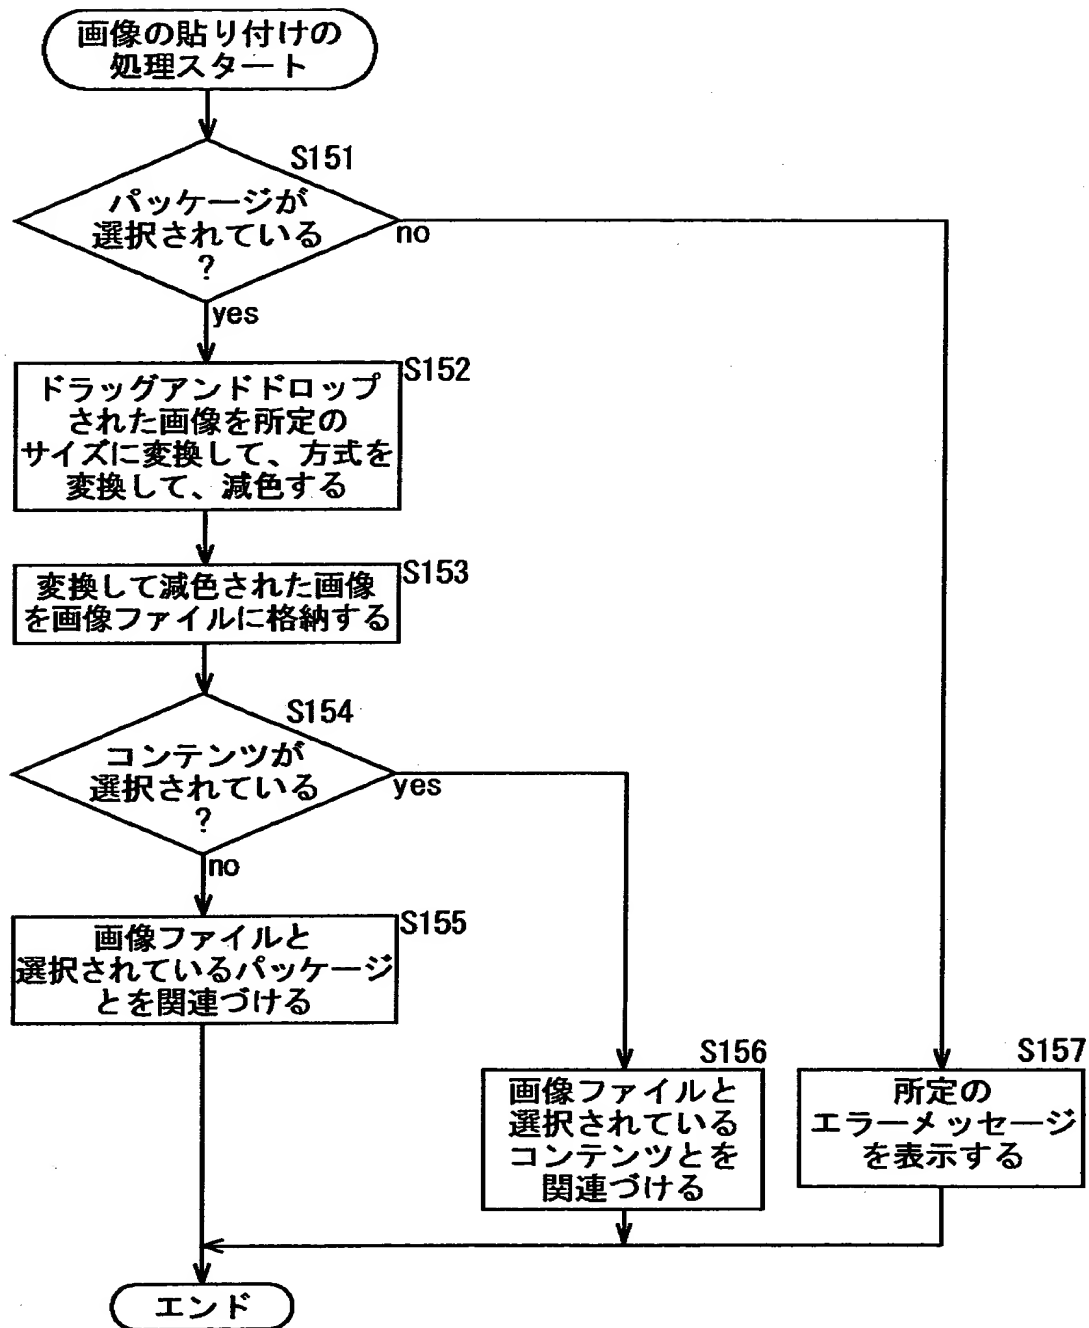 画像の貼り付けの
処理スタート
S151
パッケージが
選択されている
?
no
yes
S152
ドラッグアンドドロップ
された画像を所定の
サイズに変換して、方式を
変換して、減色する
S153
変換して減色された画像
を画像ファイルに格納する
S154
コンテンツが
選択されている
?
yes
no
S155
画像ファイルと
選択されているパッケージ
とを関連づける
S156
画像ファイルと
選択されている
コンテンツとを
関連づける
S157
所定の
エラーメッセージ
を表示する
エンド